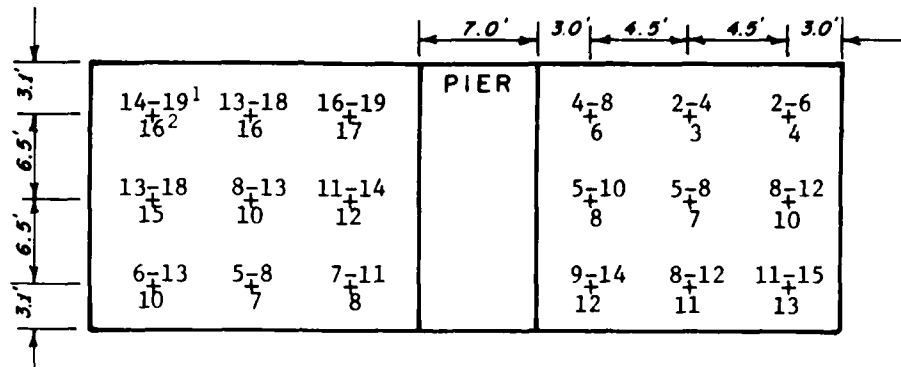 7.0' 3.0' 4.5' 4.5' 3.0'
3.1' 6.5' 6.5' 3.1'
PIER
14-19¹ 13-18 16-19 4-8 2-4 2-6
16² 16 17 6 3 4
13-18 8-13 11-14 5-10 5-8 8-12
15 10 12 8 7 10
6-13 5-8 7-11 9-14 8-12 11-15
10 7 8 12 11 13